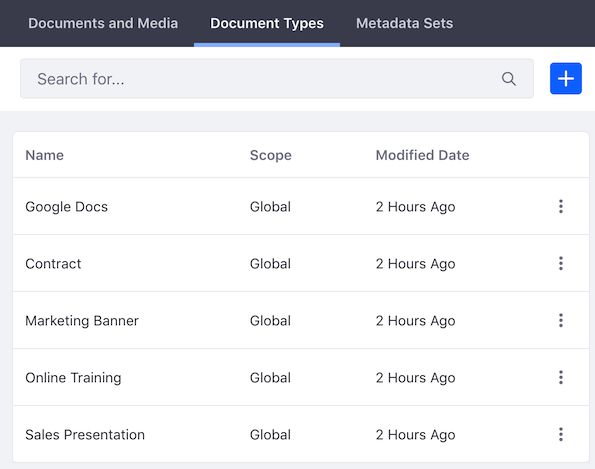 Documents and Media Document Types Metadata Sets
Search for...
Name Scope Modified Date
Google Docs Global 2 Hours Ago
Contract Global 2 Hours Ago
Marketing Banner Global 2 Hours Ago
Online Training Global 2 Hours Ago
Sales Presentation Global 2 Hours Ago